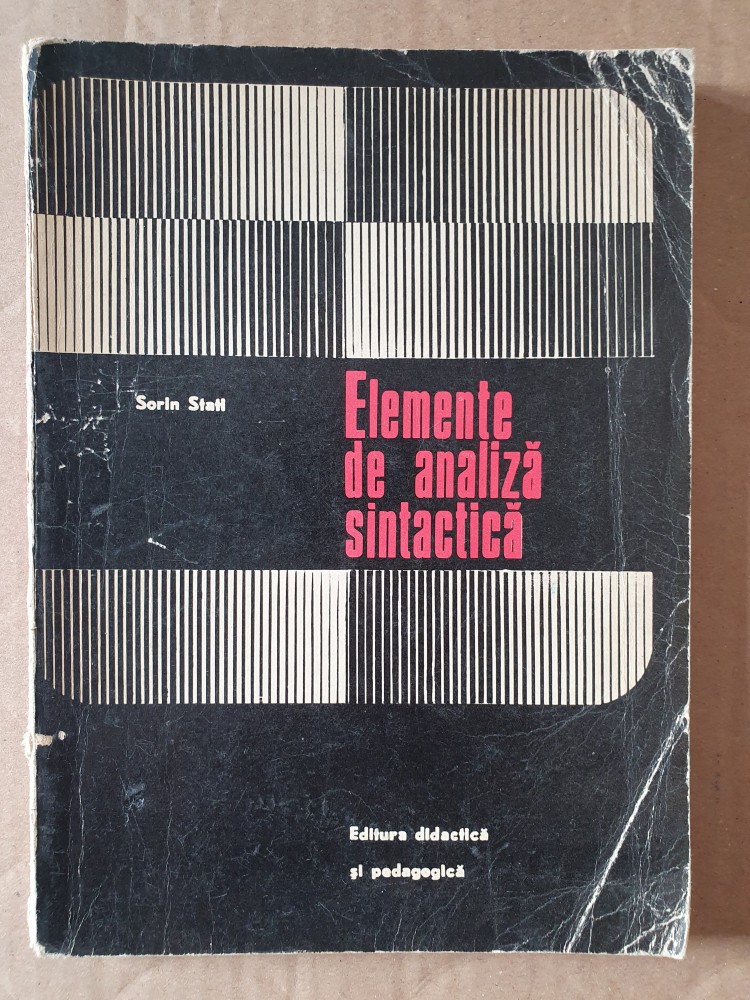 Sorin Stati
Elemente
de analiză
sintactică
Editura didactică
și pedagogică